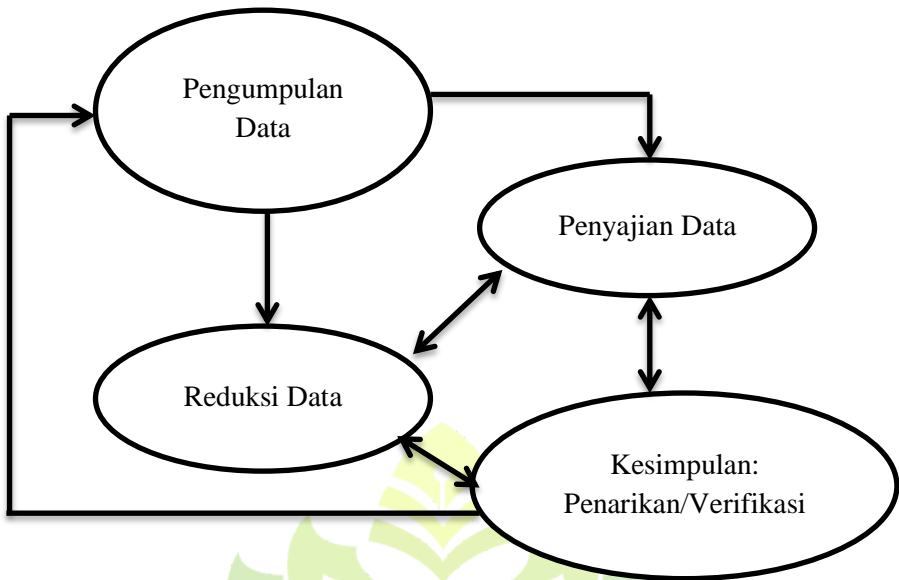 Pengumpulan
Data
Penyajian Data
Reduksi Data
Kesimpulan:
Penarikan/Verifikasi